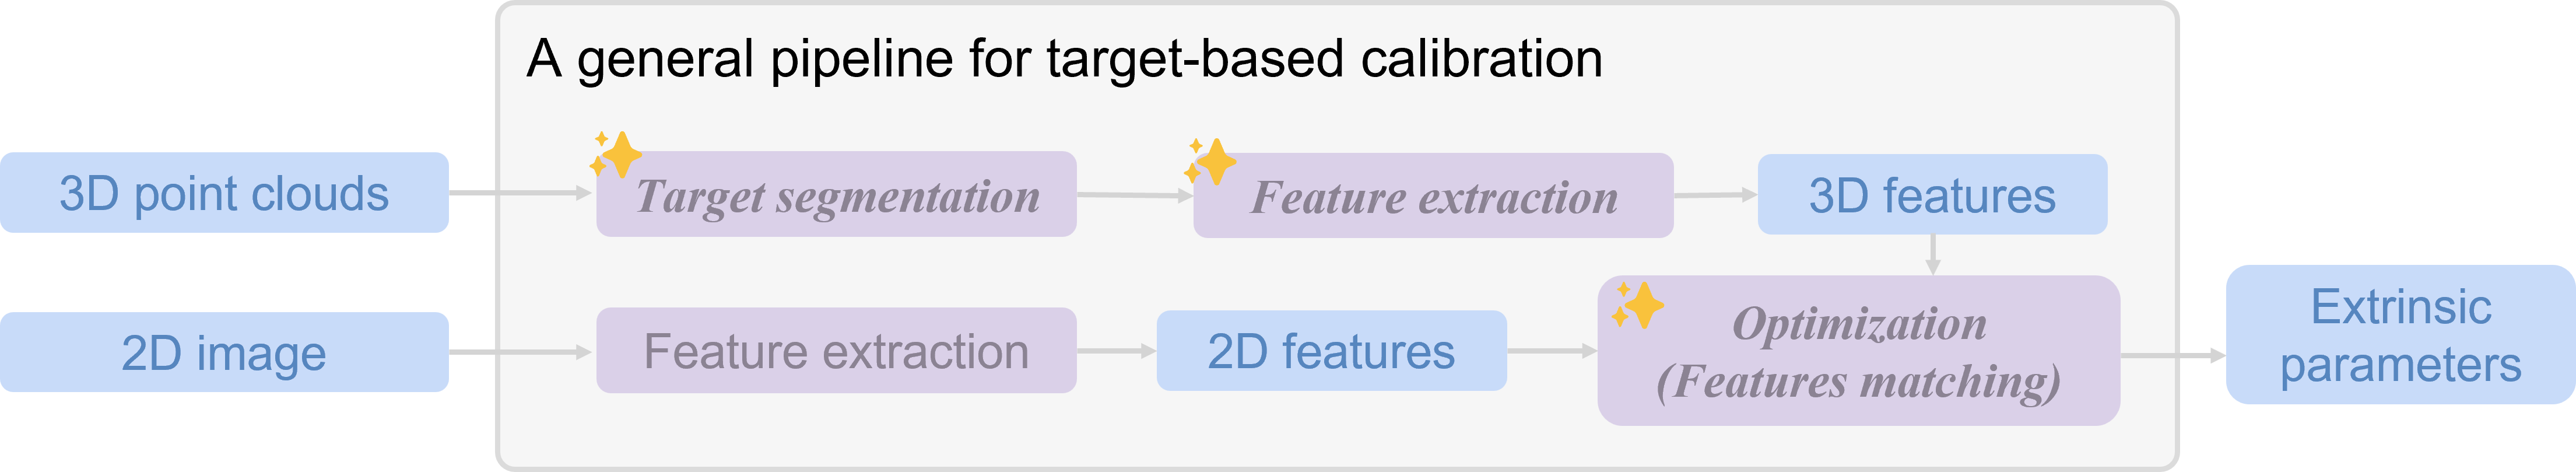 A general pipeline for target-based calibration
3D point clouds
Target segmentation
Feature extraction
3D features
2D image
Feature extraction
2D features
Optimization
(Features matching)
Extrinsic
parameters